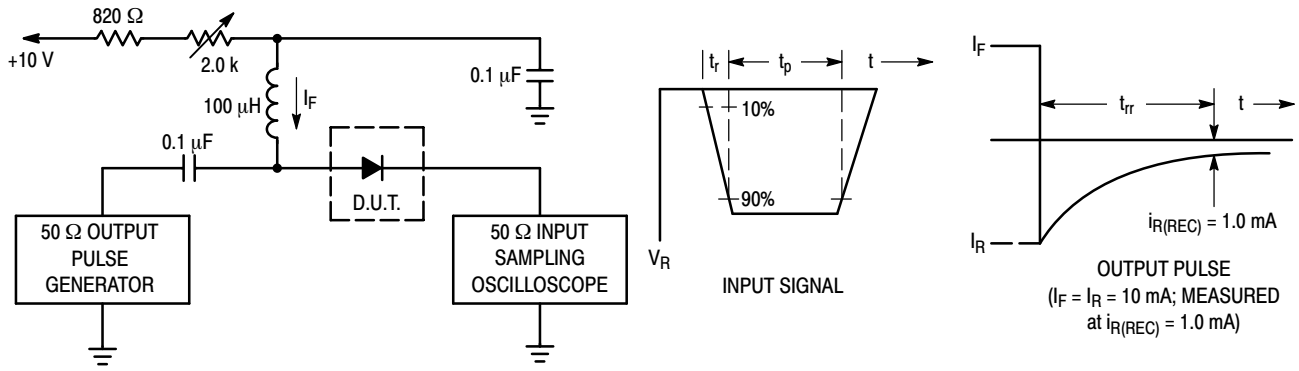 820 Ω
+10 V
2.0 k
100 μH
I_F
0.1 μF
0.1 μF
D.U.T.
50 Ω OUTPUT
PULSE
GENERATOR
50 Ω INPUT
SAMPLING
OSCILLOSCOPE
t_r
t_p
t
10%
90%
V_R
INPUT SIGNAL
I_F
t_rr
t
I_R
i_R(REC) = 1.0 mA
OUTPUT PULSE
(I_F = I_R = 10 mA; MEASURED
at i_R(REC) = 1.0 mA)